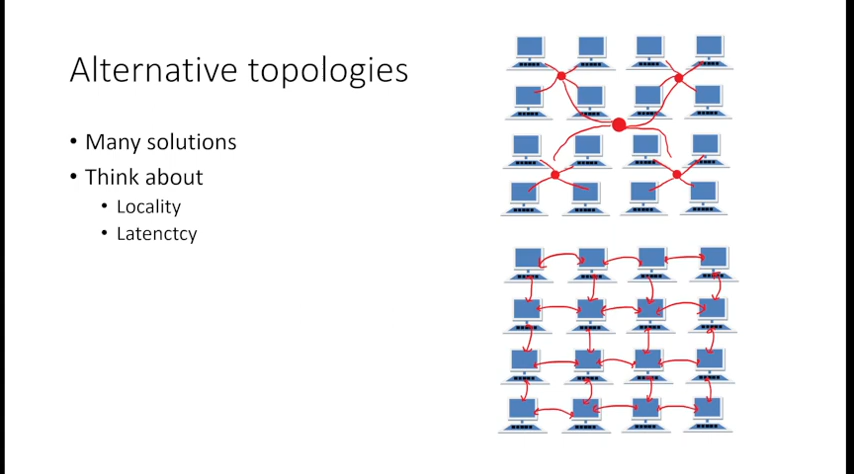 Alternative topologies
• Many solutions
• Think about
• Locality
• Latenctcy